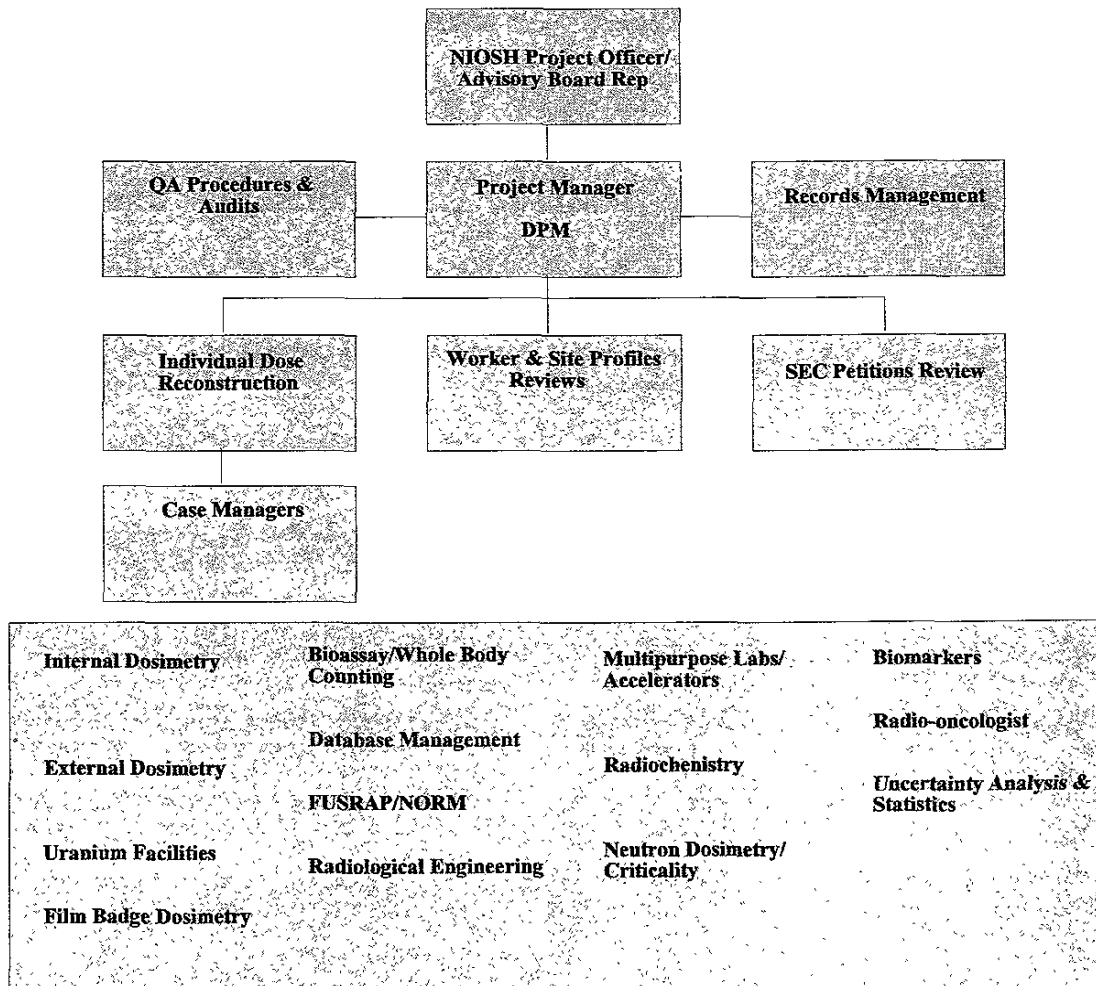 NIOSH Project Officer/
Advisory Board Rep
QA Procedures &
Audits
Project Manager
DPM
Records Management
Individual Dose
Reconstruction
Worker & Site Profiles
Reviews
SEC Petitions Review
Case Managers
Internal Dosimetry
External Dosimetry
Uranium Facilities
Film Badge Dosimetry
Bioassay/Whole Body
Counting
Database Management
FUSRAP/NORM
Radiological Engineering
Multipurpose Labs/
Accelerators
Radiochenistry
Neutron Dosimetry/
Criticality
Biomarkers
Radio-oncologist
Uncertainty Analysis &
Statistics